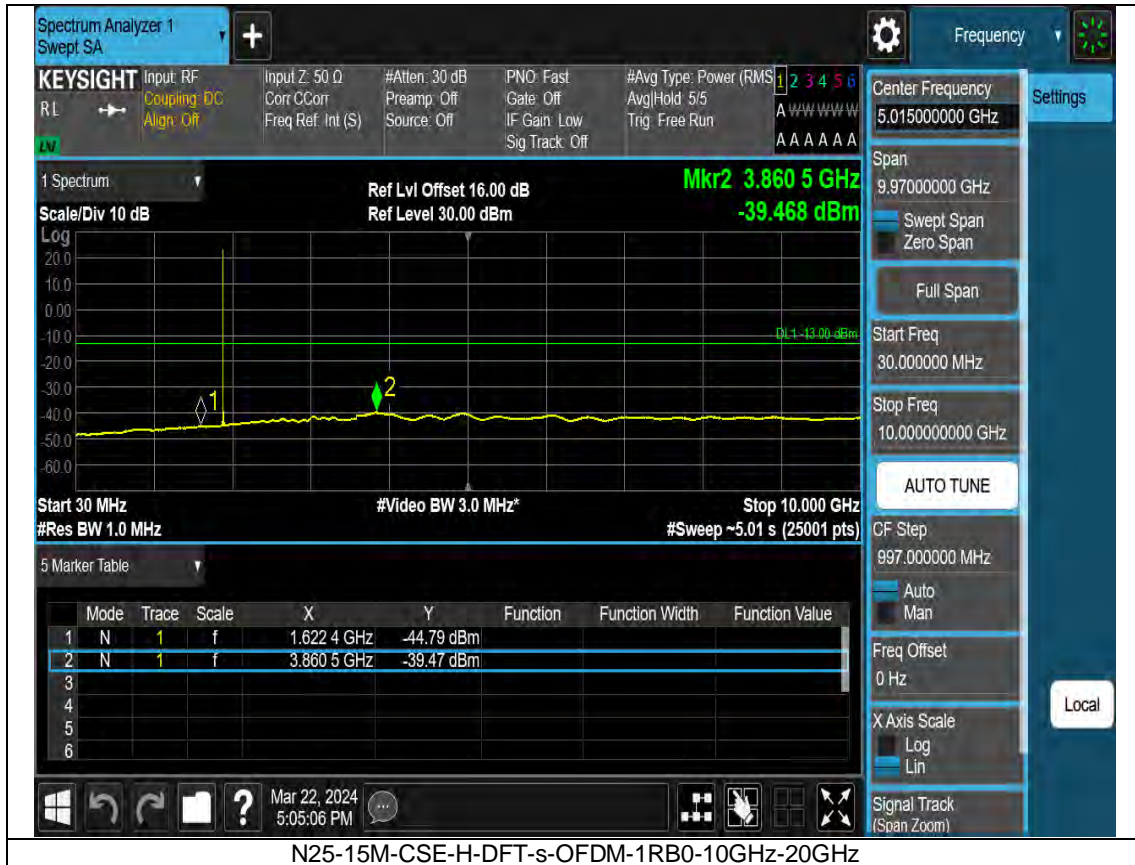 Spectrum Analyzer 1
Swept SA
Frequency
KEYSIGHT
RL
Input: RF
Coupling: DC
Align: Off
Input Z: 50 Ω
Corr CCorr
Freq Ref: Int (S)
#Atten: 30 dB
Preamp: Off
Source: Off
PNO: Fast
Gate: Off
IF Gain: Low
Sig Track: Off
#Avg Type: Power (RMS
Avg|Hold: 5/5
Trig: Free Run
1 2 3 4 5 6
A W W W W W
A A A A A A
1 Spectrum
Scale/Div 10 dB
Ref Lvl Offset 16.00 dB
Ref Level 30.00 dBm
Mkr2 3.860 5 GHz
-39.468 dBm
Log
20.0
10.0
0.00
-10.0
-20.0
-30.0
-40.0
-50.0
-60.0
DL1 -13.00 dBm
1
2
Start 30 MHz
#Video BW 3.0 MHz*
Stop 10.000 GHz
#Res BW 1.0 MHz
#Sweep ~5.01 s (25001 pts)
5 Marker Table
Mode Trace Scale X Y Function Function Width Function Value
1 N 1 f 1.622 4 GHz -44.79 dBm
2 N 1 f 3.860 5 GHz -39.47 dBm
3
4
5
6
Mar 22, 2024
5:05:06 PM
Center Frequency
5.015000000 GHz
Settings
Span
9.97000000 GHz
Swept Span
Zero Span
Full Span
Start Freq
30.000000 MHz
Stop Freq
10.000000000 GHz
AUTO TUNE
CF Step
997.000000 MHz
Auto
Man
Freq Offset
0 Hz
X Axis Scale
Log
Lin
Signal Track
(Span Zoom)
Local
N25-15M-CSE-H-DFT-s-OFDM-1RB0-10GHz-20GHz